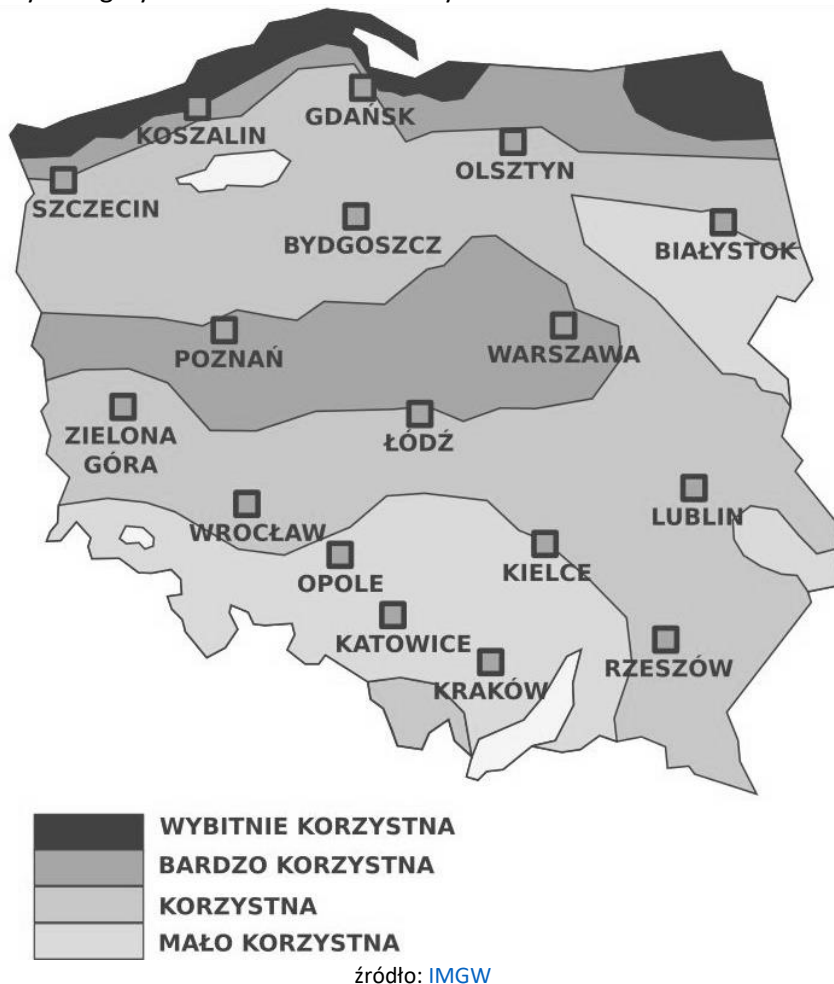 KOSZALIN
GDAŃSK
OLSZTYN
SZCZECIN
BYDGOSZCZ
BIAŁYSTOK
POZNAŃ
WARSZAWA
ZIELONA
GÓRA
ŁÓDŹ
WROCŁAW
LUBLIN
OPOLE
KIELCE
KATOWICE
RZESZÓW
KRAKÓW
WYBITNIE KORZYSTNA
BARDZO KORZYSTNA
KORZYSTNA
MAŁO KORZYSTNA
źródło: IMGW